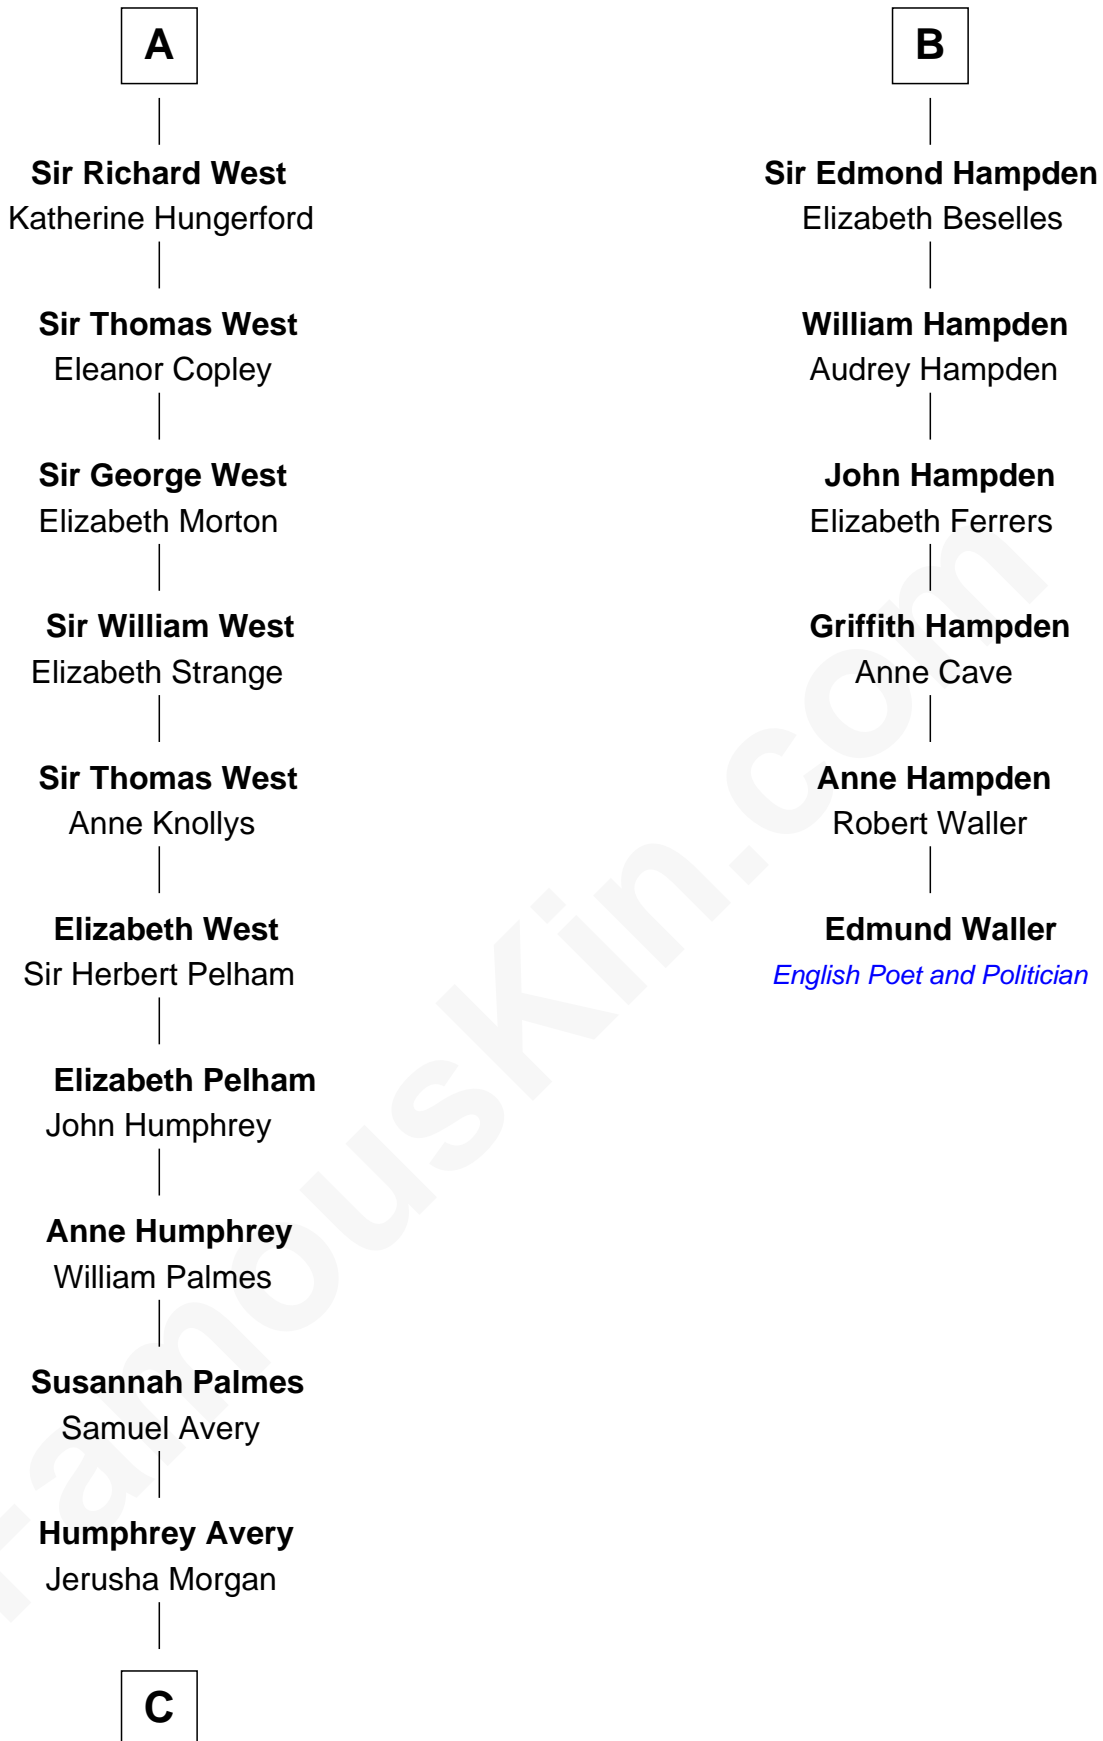 A
Sir Richard West
Katherine Hungerford
Sir Thomas West
Eleanor Copley
Sir George West
Elizabeth Morton
Sir William West
Elizabeth Strange
Sir Thomas West
Anne Knollys
Elizabeth West
Sir Herbert Pelham
Elizabeth Pelham
John Humphrey
Anne Humphrey
William Palmes
Susannah Palmes
Samuel Avery
Humphrey Avery
Jerusha Morgan
C
B
Sir Edmond Hampden
Elizabeth Beselles
William Hampden
Audrey Hampden
John Hampden
Elizabeth Ferrers
Griffith Hampden
Anne Cave
Anne Hampden
Robert Waller
Edmund Waller
English Poet and Politician
FamousKin.com